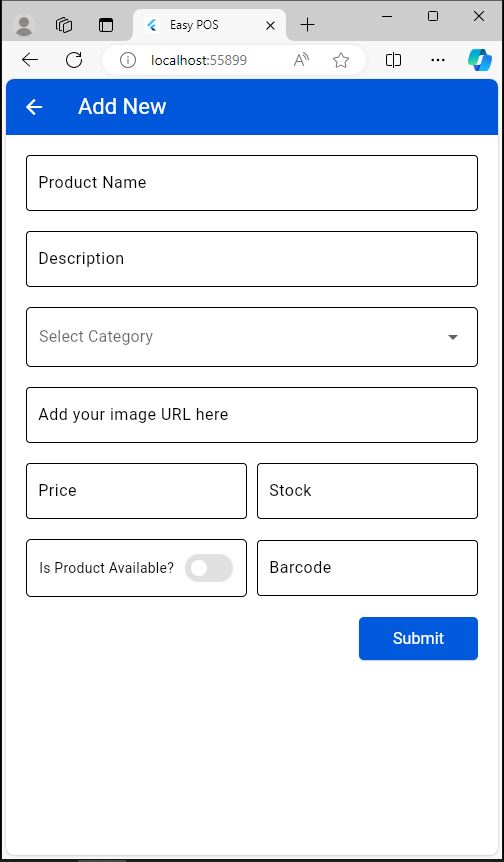 Easy POS
localhost:55899
Add New
Product Name
Description
Select Category
Add your image URL here
Price
Stock
Is Product Available?
Barcode
Submit